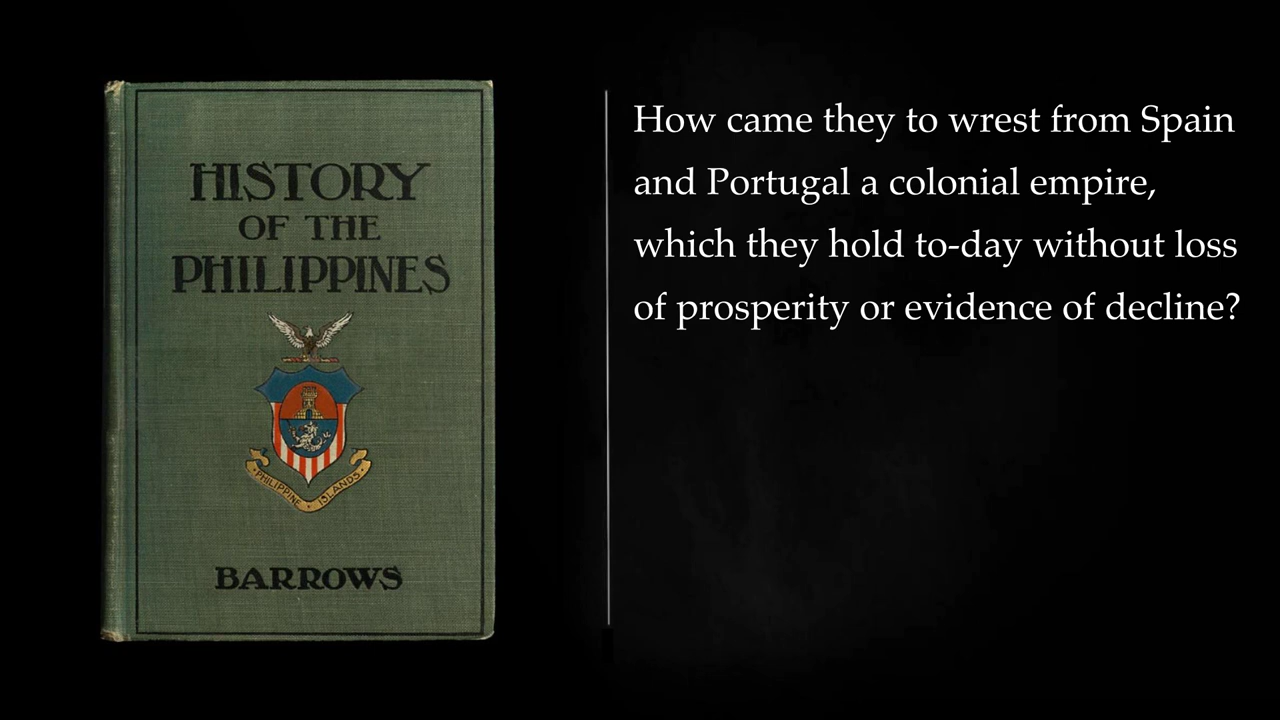 HISTORY
OF THE
PHILIPPINES
PHILIPPINE ISLANDS
BARROWS
How came they to wrest from Spain
and Portugal a colonial empire,
which they hold to-day without loss
of prosperity or evidence of decline?